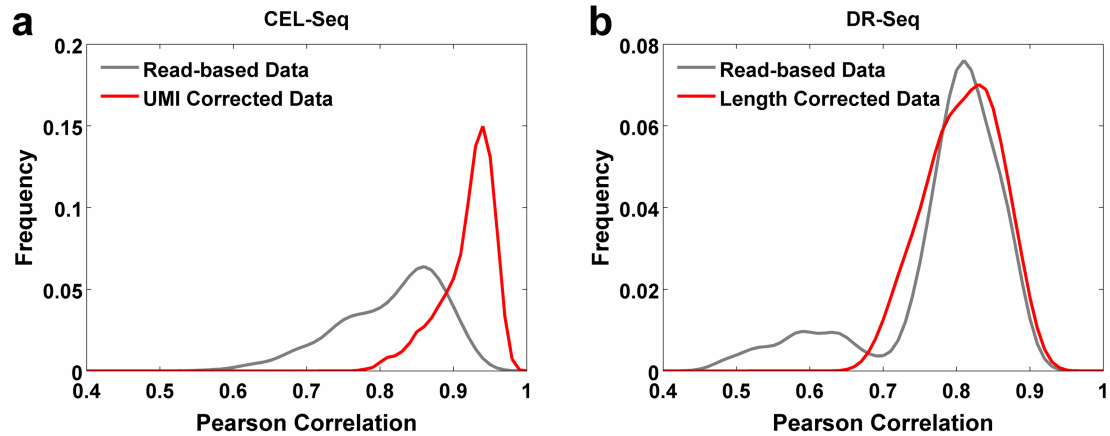 a
CEL-Seq
Frequency
0.2
0.15
0.1
0.05
0
Read-based Data
UMI Corrected Data
0.4 0.5 0.6 0.7 0.8 0.9 1
Pearson Correlation
b
DR-Seq
Frequency
0.08
0.06
0.04
0.02
0
Read-based Data
Length Corrected Data
0.4 0.5 0.6 0.7 0.8 0.9 1
Pearson Correlation